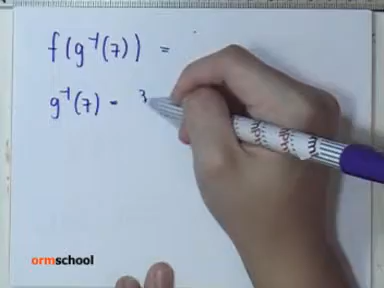 f(g⁻¹(7)) =
g⁻¹(7) = 3
ormschool